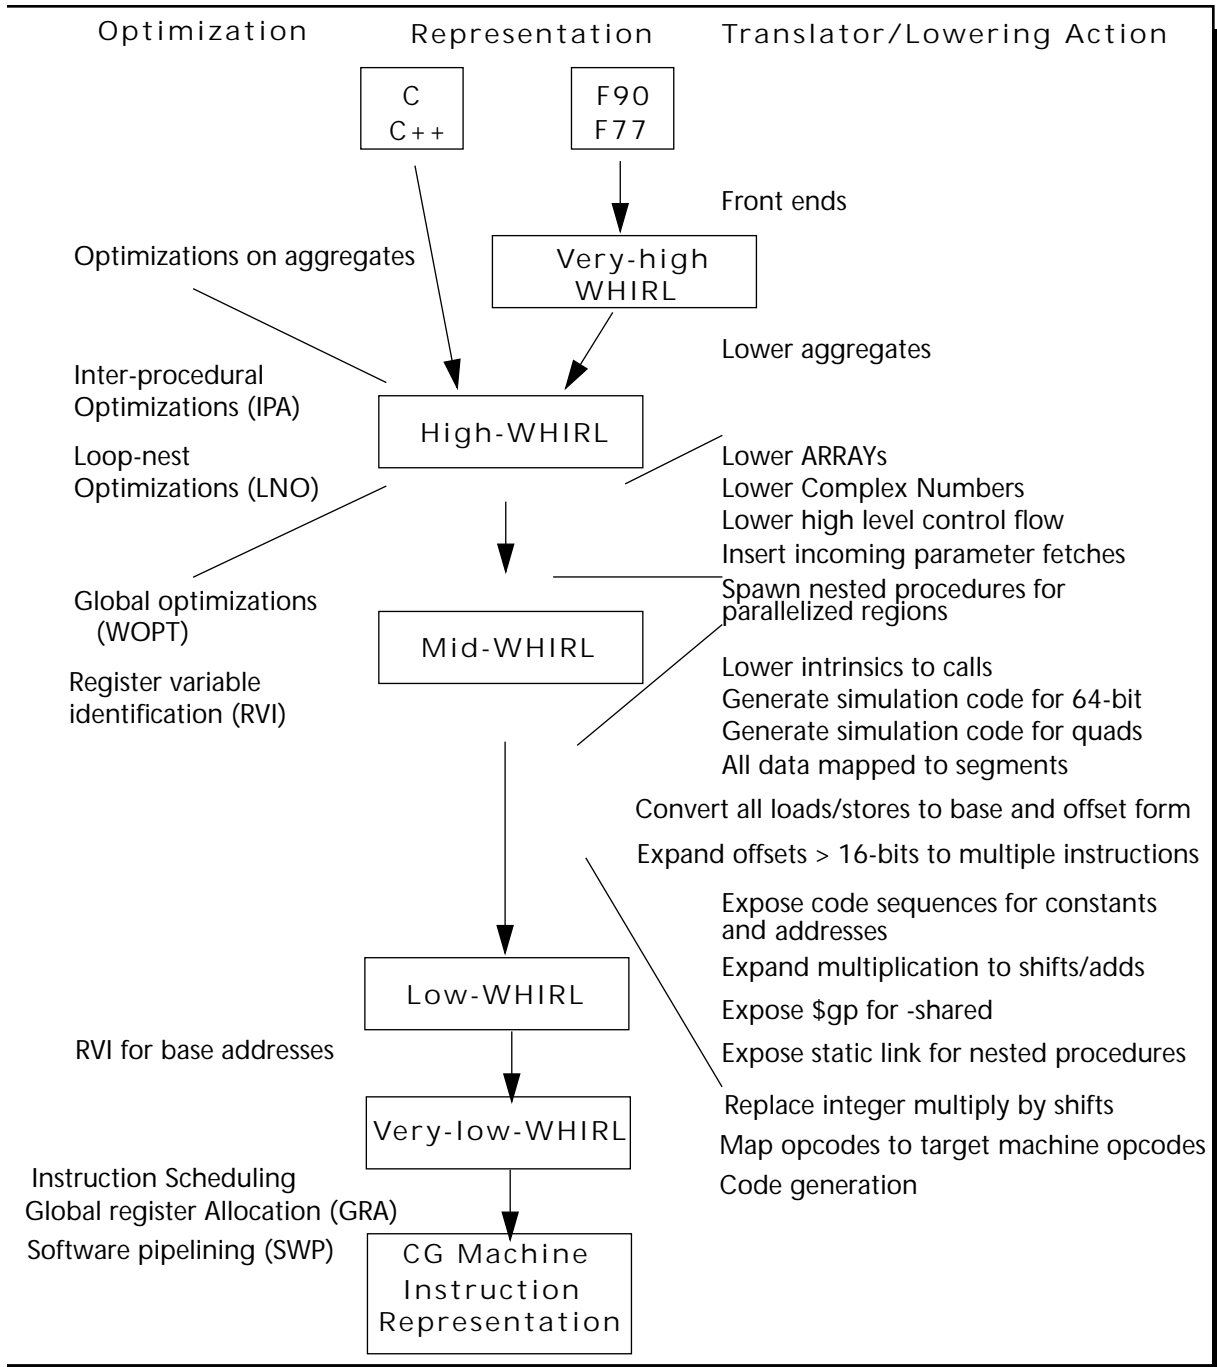 Optimization Representation Translator/Lowering Action
C
C++
F90
F77
Front ends
Very-high
WHIRL
Optimizations on aggregates
Lower aggregates
Inter-procedural
Optimizations (IPA)
High-WHIRL
Loop-nest
Optimizations (LNO)
Lower ARRAYs
Lower Complex Numbers
Lower high level control flow
Insert incoming parameter fetches
Spawn nested procedures for
parallelized regions
Global optimizations
(WOPT)
Mid-WHIRL
Register variable
identification (RVI)
Lower intrinsics to calls
Generate simulation code for 64-bit
Generate simulation code for quads
All data mapped to segments
Convert all loads/stores to base and offset form
Expand offsets > 16-bits to multiple instructions
Expose code sequences for constants
and addresses
Expand multiplication to shifts/adds
Low-WHIRL
Expose $gp for -shared
RVI for base addresses
Expose static link for nested procedures
Replace integer multiply by shifts
Very-low-WHIRL
Map opcodes to target machine opcodes
Code generation
Instruction Scheduling
Global register Allocation (GRA)
Software pipelining (SWP)
CG Machine
Instruction
Representation